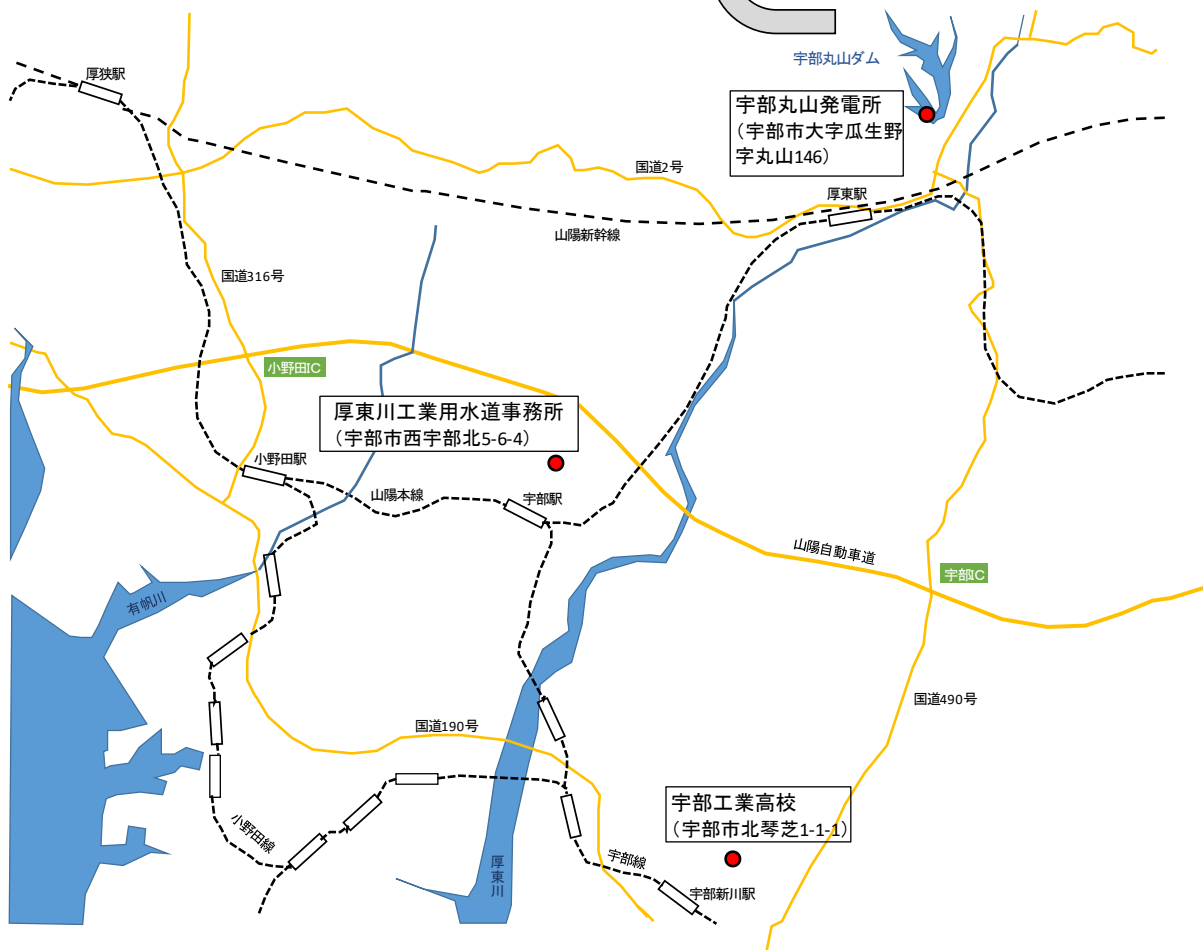 宇部丸山ダム
厚狭駅
宇部丸山発電所
(宇部市大字瓜生野
字丸山146)
国道2号
厚東駅
山陽新幹線
国道316号
小野田IC
厚東川工業用水道事務所
(宇部市西宇部北5-6-4)
小野田駅
山陽本線
宇部駅
山陽自動車道
宇部IC
有帆川
国道490号
国道190号
宇部工業高校
(宇部市北琴芝1-1-1)
小野田線
宇部線
厚東川
宇部新川駅